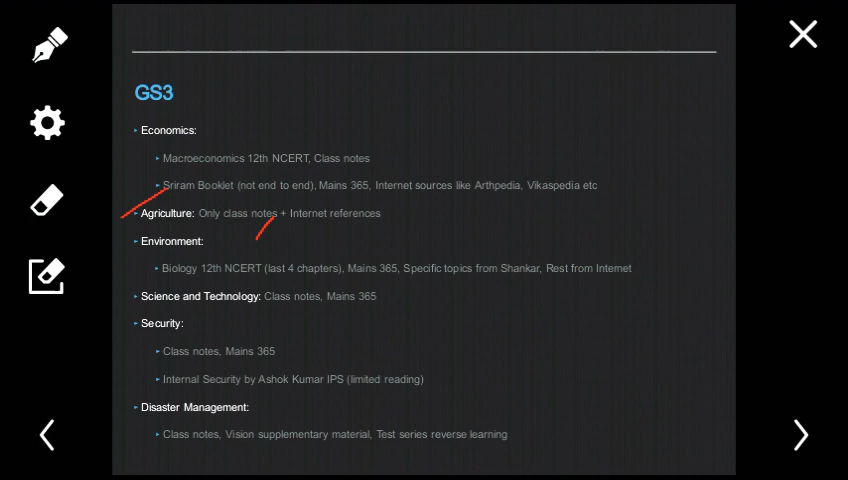 GS3
Economics:
Macroeconomics 12th NCERT, Class notes
Sriram Booklet (not end to end), Mains 365, Internet sources like Arthpedia, Vikaspedia etc
Agriculture: Only class notes + Internet references
Environment:
Biology 12th NCERT (last 4 chapters), Mains 365, Specific topics from Shankar, Rest from Internet
Science and Technology: Class notes, Mains 365
Security:
Class notes, Mains 365
Internal Security by Ashok Kumar IPS (limited reading)
Disaster Management:
Class notes, Vision supplementary material, Test series reverse learning